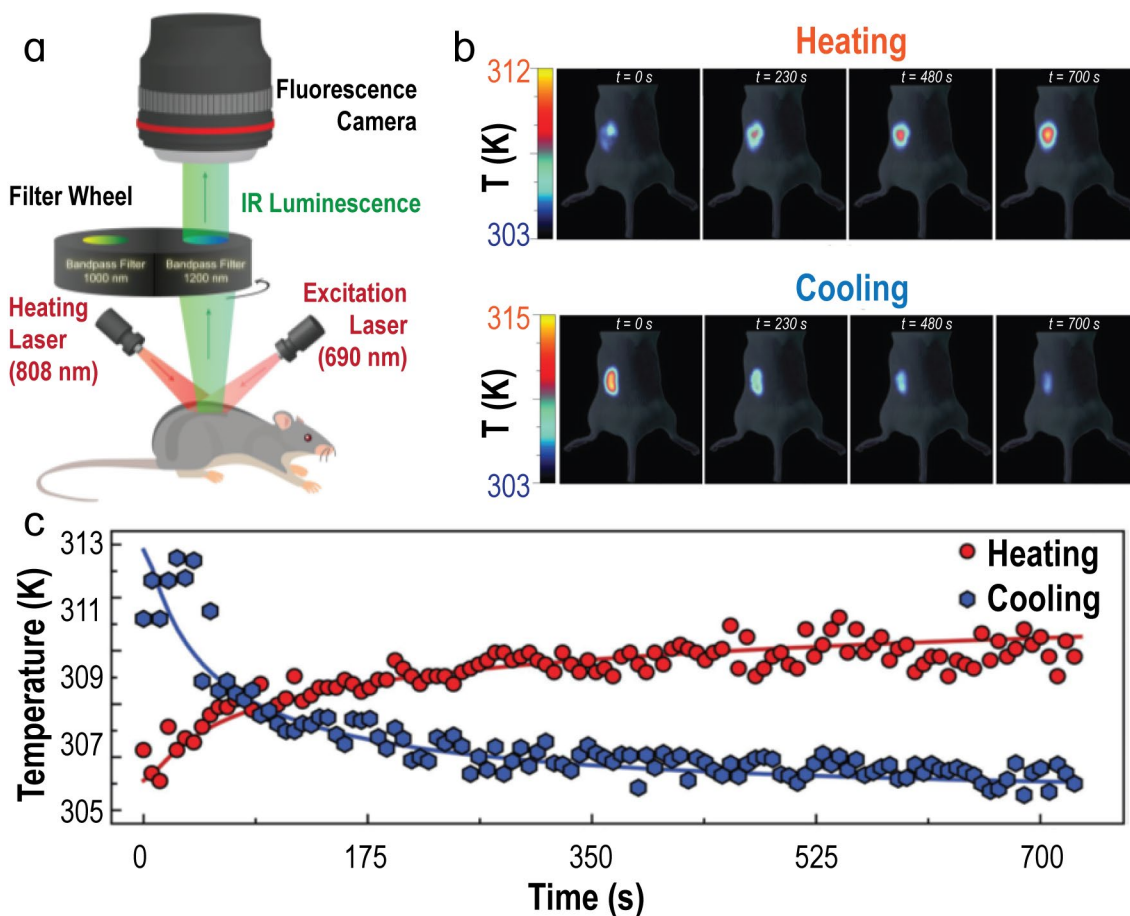 a
Fluorescence
Camera
Filter Wheel
IR Luminescence
Bandpass Filter
1000 nm
Bandpass Filter
1200 nm
Heating
Laser
(808 nm)
Excitation
Laser
(690 nm)
b
Heating
312
T (K)
303
t = 0 s
t = 230 s
t = 480 s
t = 700 s
Cooling
315
T (K)
303
t = 0 s
t = 230 s
t = 480 s
t = 700 s
c
Temperature (K)
313
311
309
307
305
Heating
Cooling
0
175
350
525
700
Time (s)